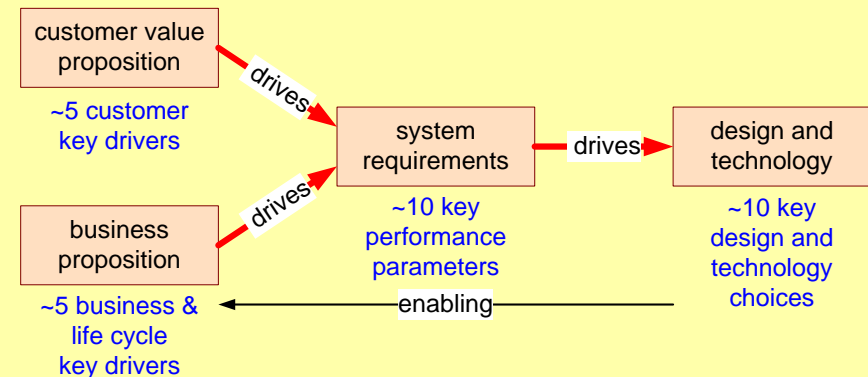 customer value
proposition
~5 customer
key drivers
drives
business
proposition
~5 business &
life cycle
key drivers
drives
system
requirements
~10 key
performance
parameters
drives
design and
technology
~10 key
design and
technology
choices
enabling